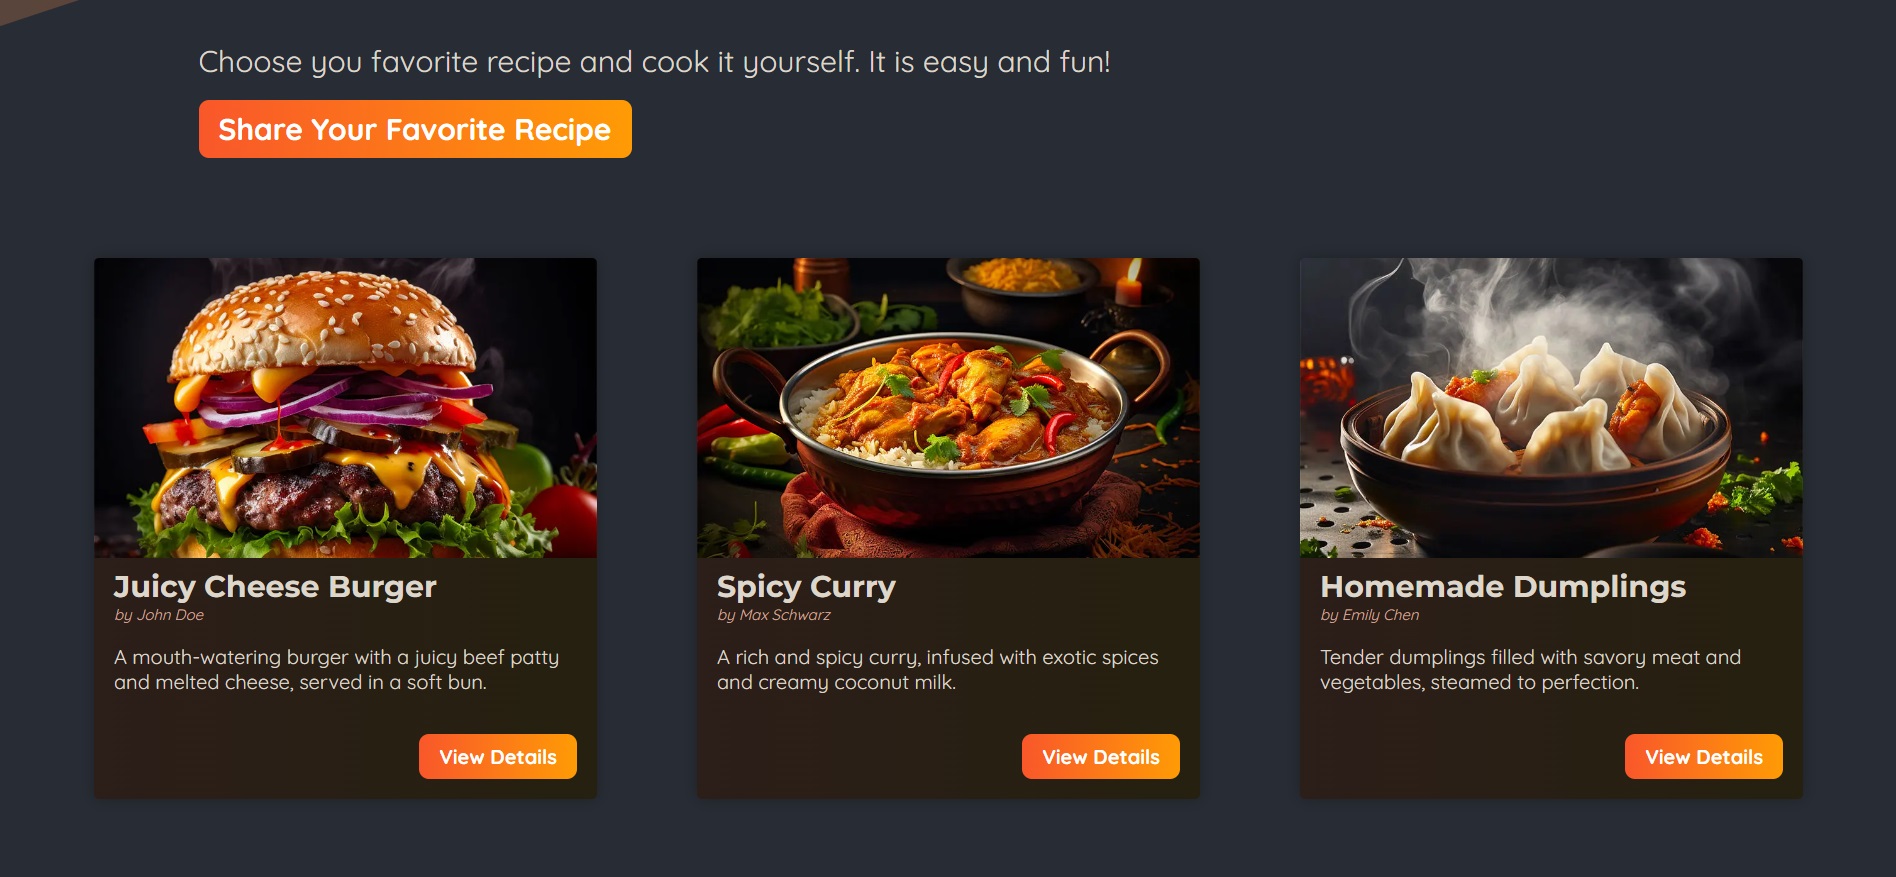 Choose you favorite recipe and cook it yourself. It is easy and fun!
Share Your Favorite Recipe
Juicy Cheese Burger
by John Doe
A mouth-watering burger with a juicy beef patty
and melted cheese, served in a soft bun.
View Details
Spicy Curry
by Max Schwarz
A rich and spicy curry, infused with exotic spices
and creamy coconut milk.
View Details
Homemade Dumplings
by Emily Chen
Tender dumplings filled with savory meat and
vegetables, steamed to perfection.
View Details